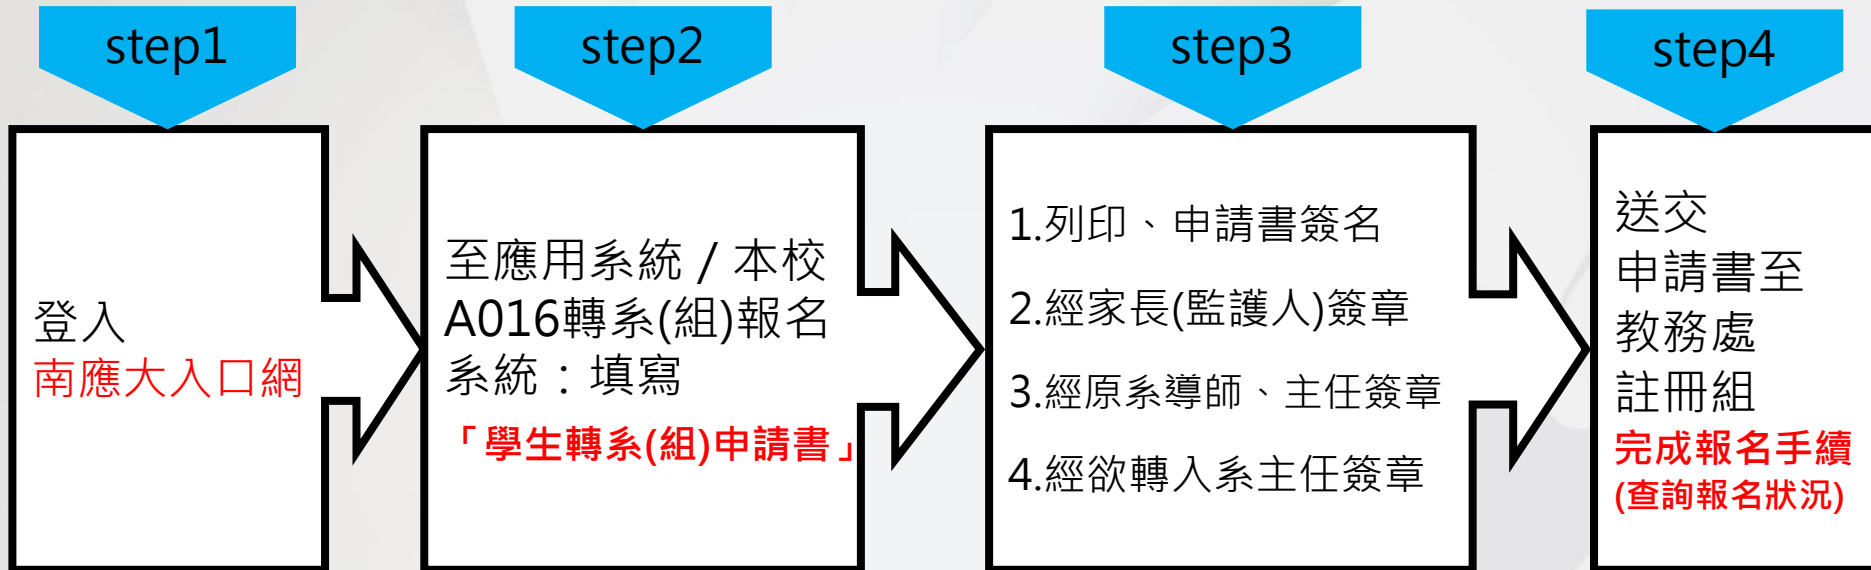 step1
登入
南應大入口網
step2
至應用系統 / 本校
A016轉系(組)報名
系統：填寫
「學生轉系(組)申請書」
step3
1.列印、申請書簽名
2.經家長(監護人)簽章
3.經原系導師、主任簽章
4.經欲轉入系主任簽章
step4
送交
申請書至
教務處
註冊組
完成報名手續
(查詢報名狀況)